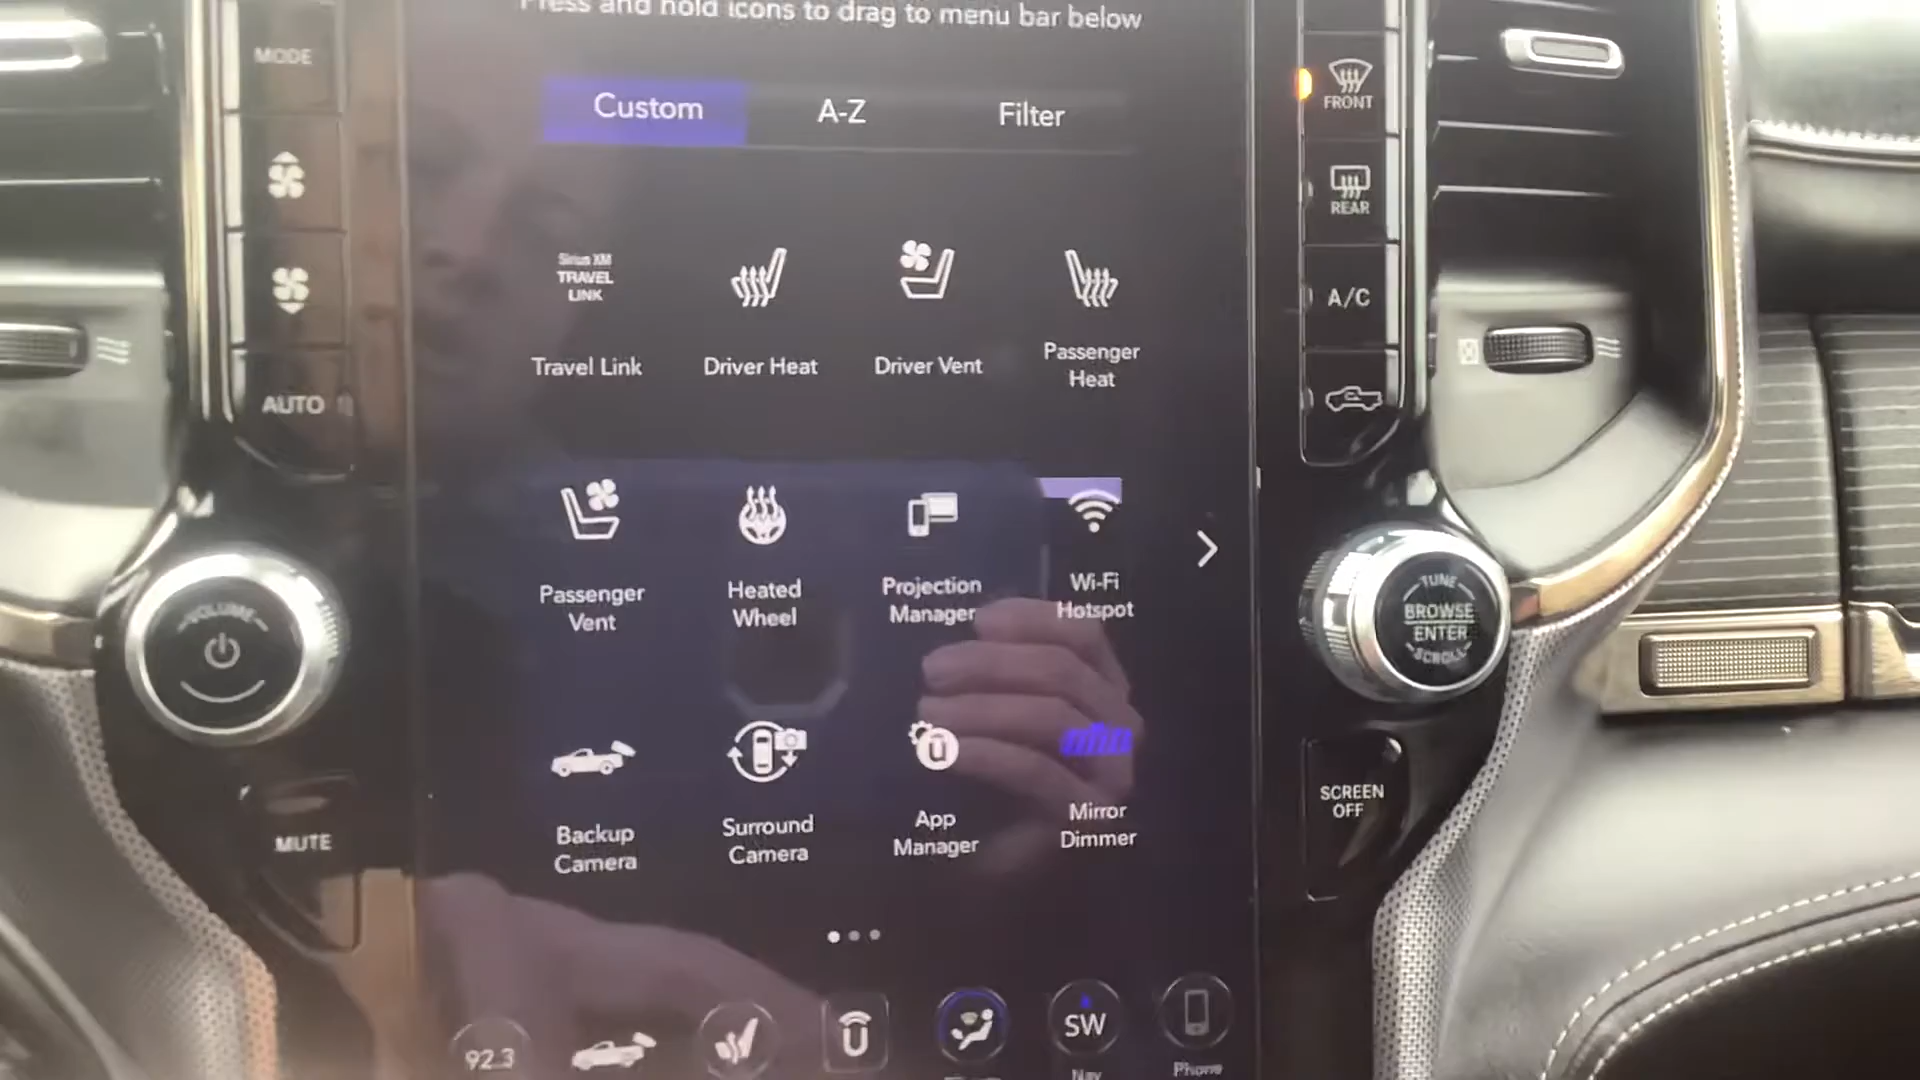 Press and hold icons to drag to menu bar below
MODE
FRONT
Custom
A-Z
Filter
REAR
Sirius XM
TRAVEL
LINK
A/C
Travel Link
Driver Heat
Driver Vent
Passenger
Heat
AUTO
Passenger
Vent
Heated
Wheel
Projection
Manager
Wi-Fi
Hotspot
VOLUME
TUNE
BROWSE
ENTER
SCROLL
Backup
Camera
Surround
Camera
App
Manager
Mirror
Dimmer
MUTE
SCREEN
OFF
92.3
SW
Nav
Phone